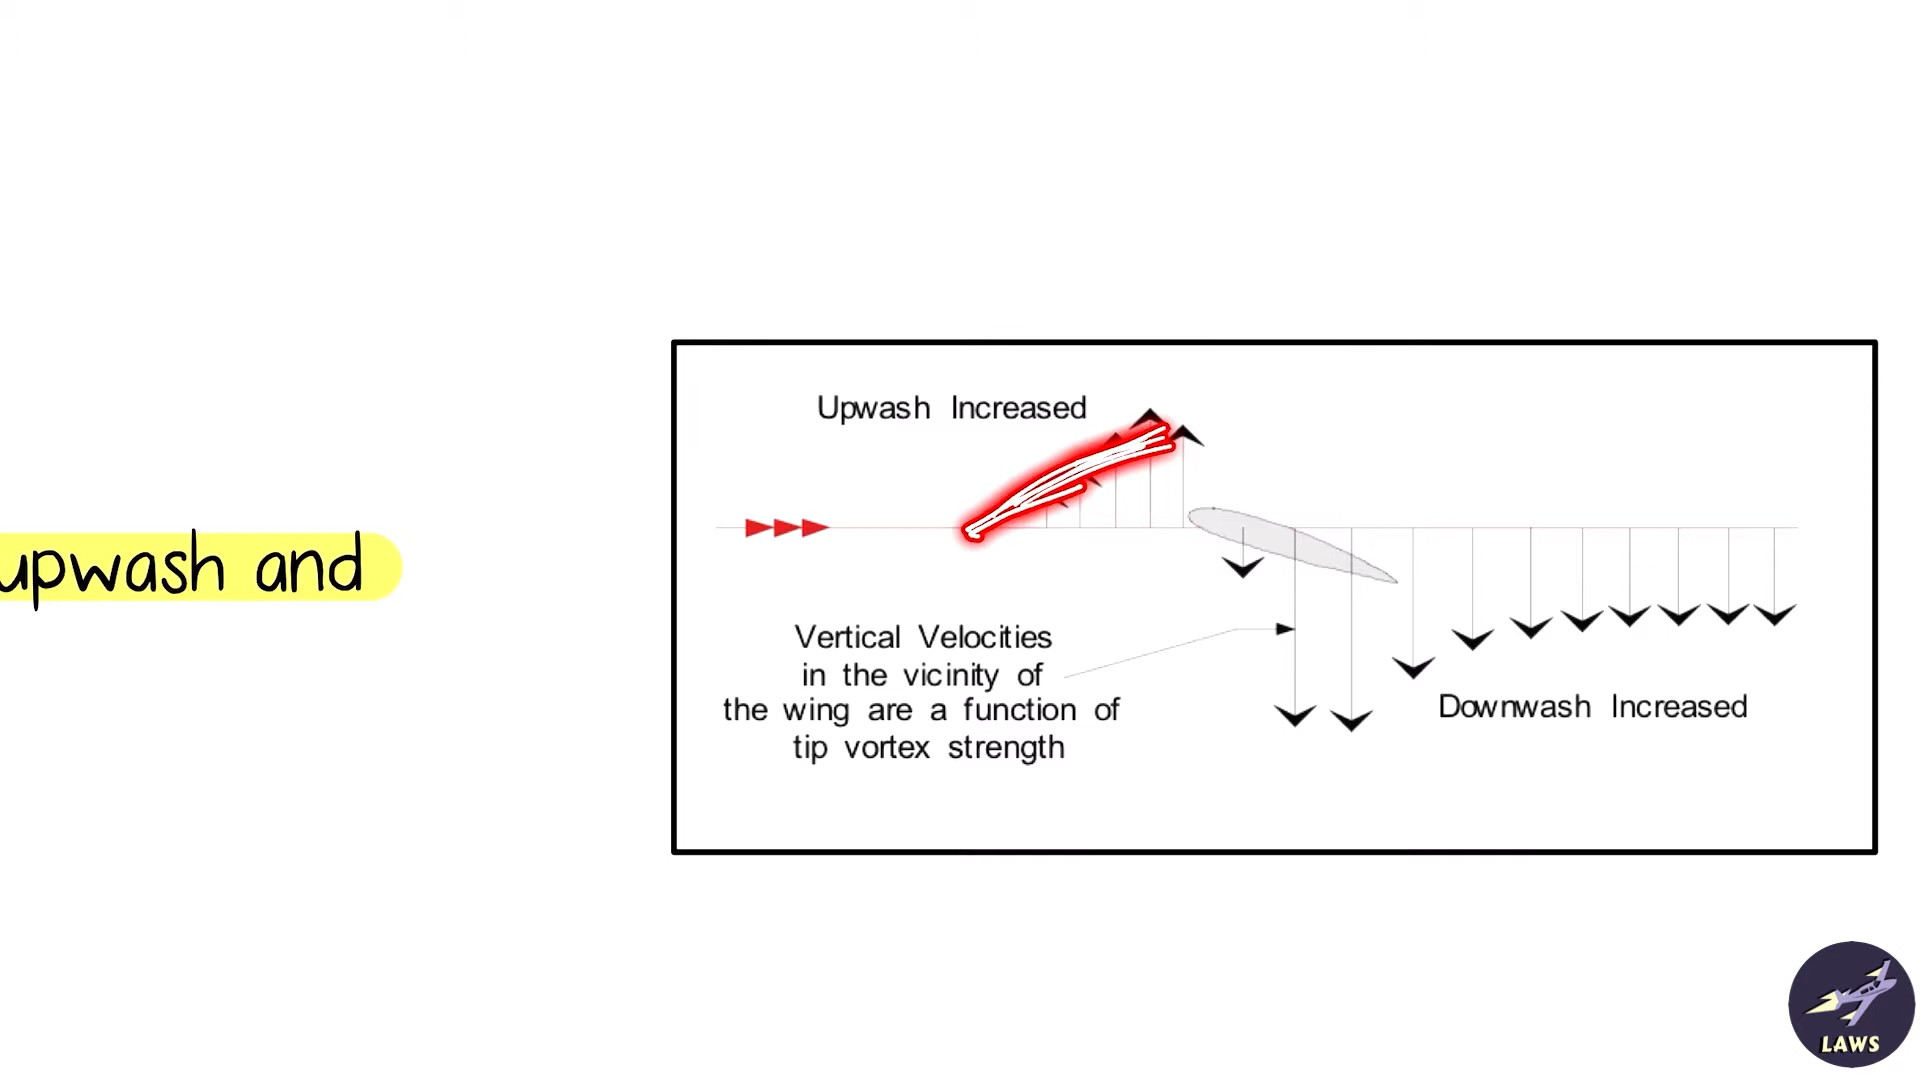 upwash and
Upwash Increased
Vertical Velocities
in the vicinity of
the wing are a function of
tip vortex strength
Downwash Increased
LAWS